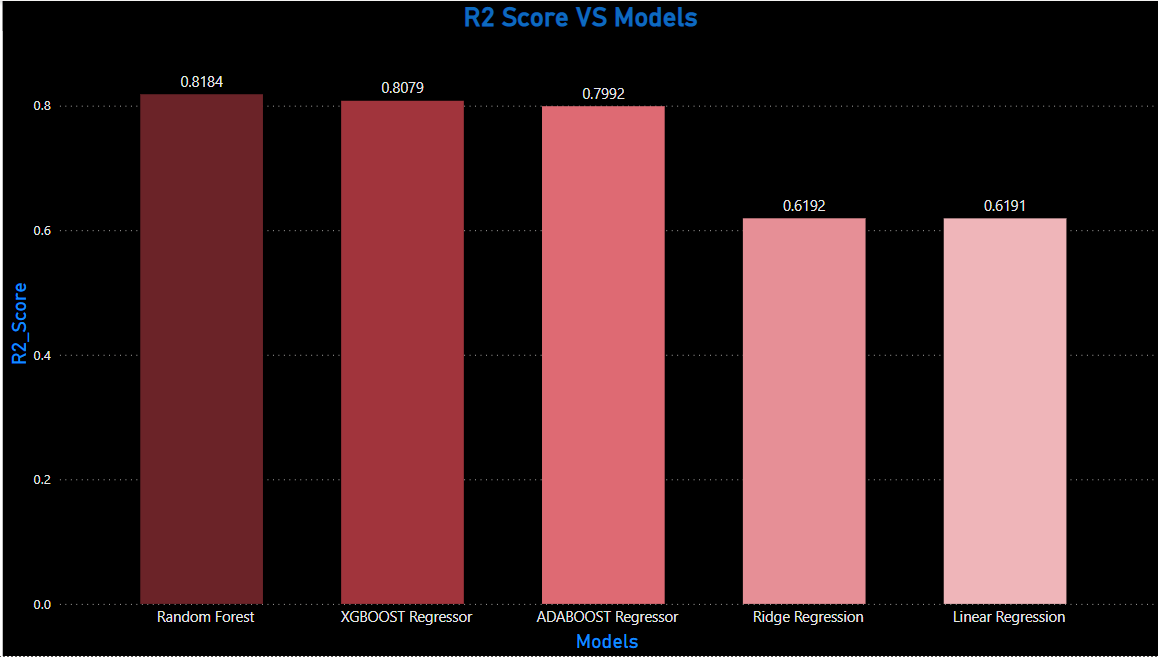 R2 Score VS Models
0.8184
0.8079
0.7992
0.6192
0.6191
0.8
0.6
0.4
0.2
0.0
R2_Score
Random Forest
XGBOOST Regressor
ADABOOST Regressor
Ridge Regression
Linear Regression
Models